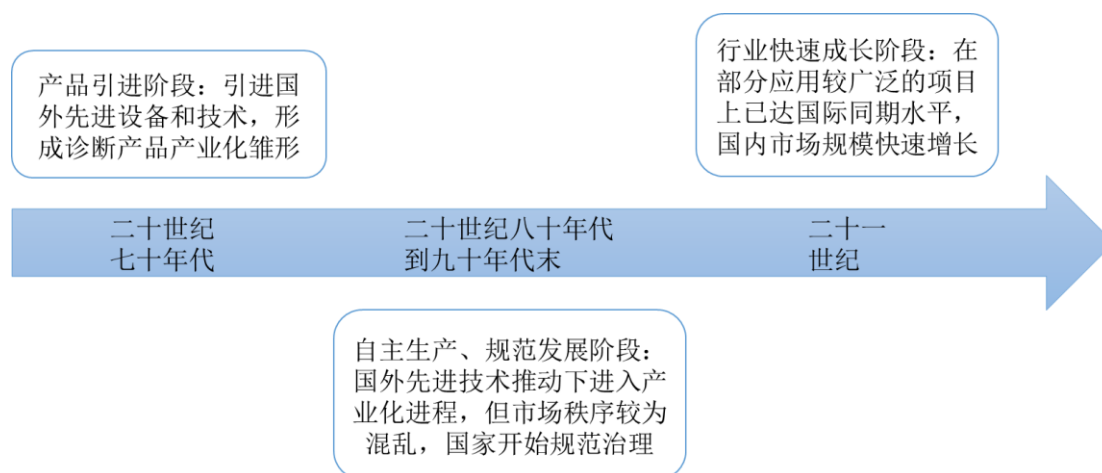 产品引进阶段：引进国
外先进设备和技术，形
成诊断产品产业化雏形
行业快速成长阶段：在
部分应用较广泛的项目
上已达国际同期水平，
国内市场规模快速增长
二十世纪
七十年代
二十世纪八十年代
到九十年代末
二十一
世纪
自主生产、规范发展阶段：
国外先进技术推动下进入产
业化进程，但市场秩序较为
混乱，国家开始规范治理